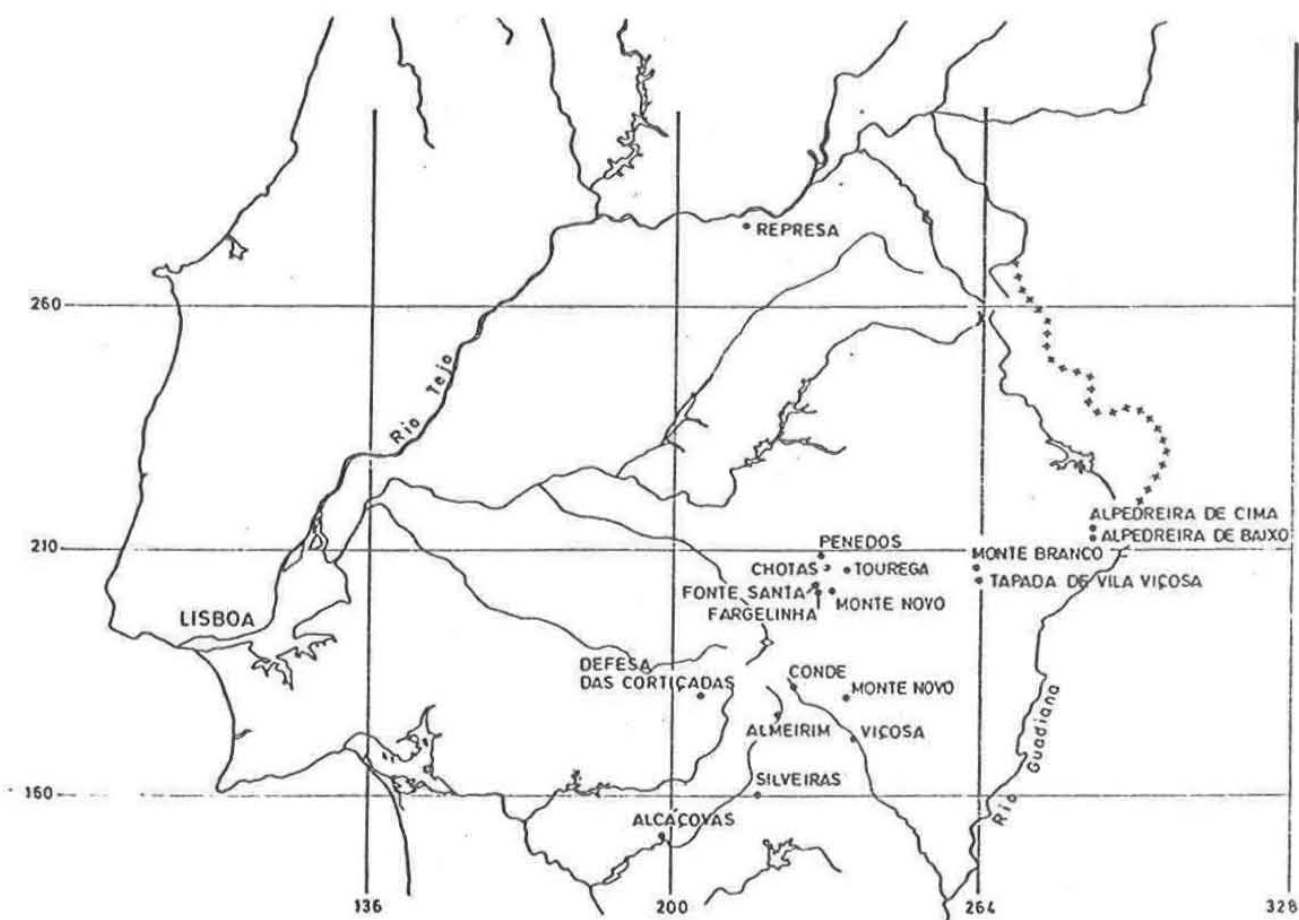 REPRESA
260
Rio Tejo
ALPEDREIRA DE CIMA
210
PENEDOS
ALPEDREIRA DE BAIXO
MONTE BRANCO
CHOTAS
TOUREGA
TAPADA DE VILA VIÇOSA
FONTE SANTA
MONTE NOVO
FARGELINHA
LISBOA
DEFESA
DAS CORTIÇADAS
CONDE
MONTE NOVO
ALMEIRIM
VIÇOSA
Rio Guadiana
SILVEIRAS
160
ALCÁÇOVAS
136
200
264
328